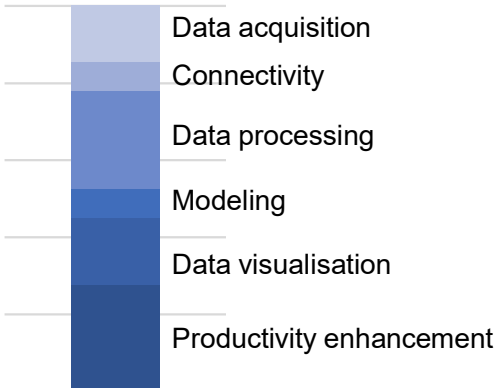 Data acquisition
Connectivity
Data processing
Modeling
Data visualisation
Productivity enhancement